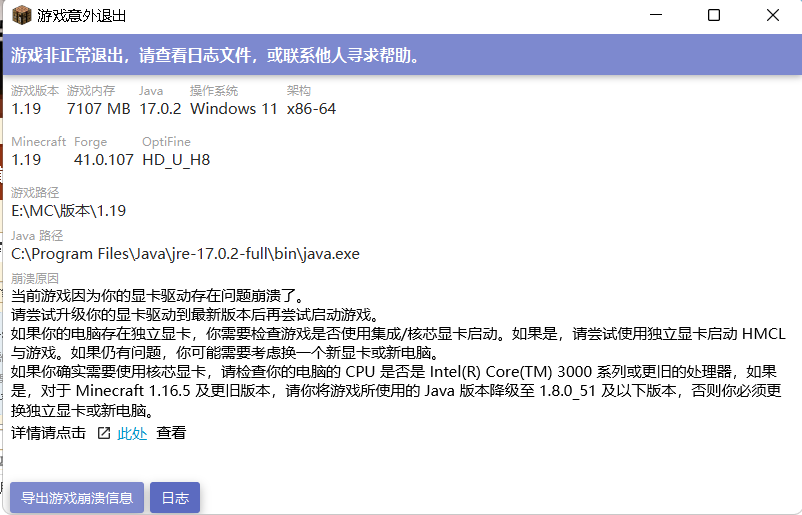 游戏意外退出
游戏非正常退出，请查看日志文件，或联系他人寻求帮助。
游戏版本 游戏内存 Java 操作系统 架构
1.19 7107 MB 17.0.2 Windows 11 x86-64
Minecraft Forge OptiFine
1.19 41.0.107 HD_U_H8
游戏路径
E:\MC\版本\1.19
Java 路径
C:\Program Files\Java\jre-17.0.2-full\bin\java.exe
崩溃原因
当前游戏因为你的显卡驱动存在问题崩溃了。
请尝试升级你的显卡驱动到最新版本后再尝试启动游戏。
如果你的电脑存在独立显卡，你需要检查游戏是否使用集成/核芯显卡启动。如果是，请尝试使用独立显卡启动 HMCL
与游戏。如果仍有问题，你可能需要考虑换一个新显卡或新电脑。
如果你确实需要使用核芯显卡，请检查你的电脑的 CPU 是否是 Intel(R) Core(TM) 3000 系列或更旧的处理器，如果
是，对于 Minecraft 1.16.5 及更旧版本，请你将游戏所使用的 Java 版本降级至 1.8.0_51 及以下版本，否则你必须更
换独立显卡或新电脑。
详情请点击 此处 查看
导出游戏崩溃信息 日志